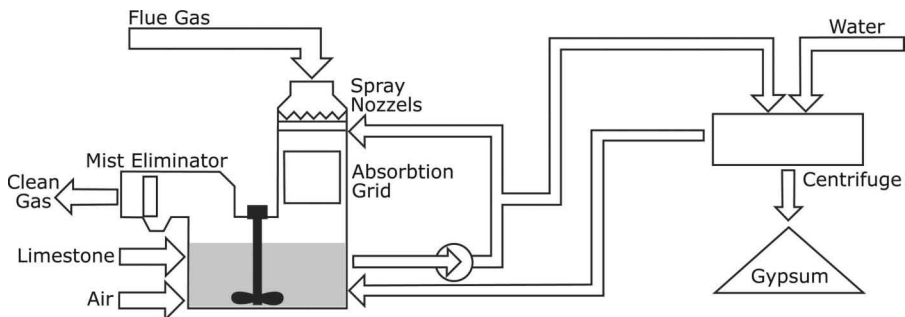 Flue Gas
Water
Spray
Nozzels
Mist Eliminator
Absorbtion
Grid
Clean
Gas
Centrifuge
Limestone
Gypsum
Air